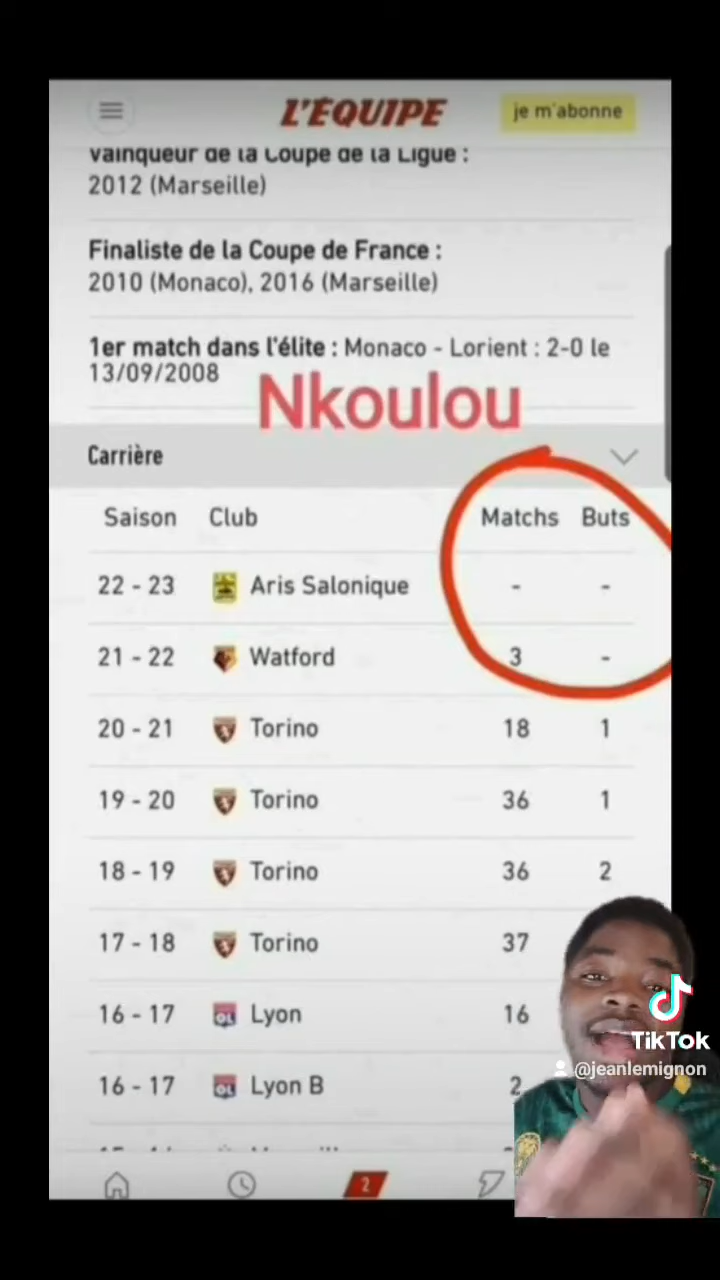 L'ÉQUIPE
je m'abonne
Vainqueur de la Coupe de la Ligue :
2012 (Marseille)
Finaliste de la Coupe de France :
2010 (Monaco), 2016 (Marseille)
1er match dans l'élite : Monaco - Lorient : 2-0 le
13/09/2008
Nkoulou
Carrière
Saison Club Matchs Buts
22 - 23 Aris Salonique - -
21 - 22 Watford 3 -
20 - 21 Torino 18 1
19 - 20 Torino 36 1
18 - 19 Torino 36 2
17 - 18 Torino 37
16 - 17 OL Lyon 16
16 - 17 OL Lyon B 2
2
TikTok
@jeanlemignon